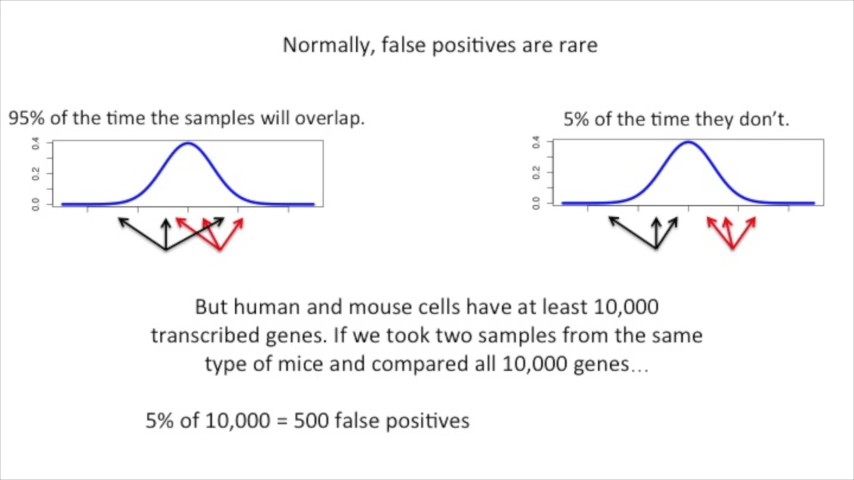 Normally, false positives are rare
95% of the time the samples will overlap.
5% of the time they don't.
0.4
0.2
0.0
0.4
0.2
0.0
But human and mouse cells have at least 10,000
transcribed genes. If we took two samples from the same
type of mice and compared all 10,000 genes…
5% of 10,000 = 500 false positives